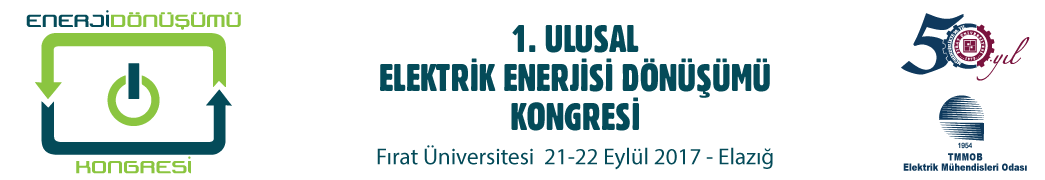 ENERJİDÖNÜŞÜMÜ
KONGRESİ
1. ULUSAL
ELEKTRİK ENERJİSİ DÖNÜŞÜMÜ
KONGRESİ
Fırat Üniversitesi 21-22 Eylül 2017 - Elazığ
50.yıl
1954
TMMOB
Elektrik Mühendisleri Odası